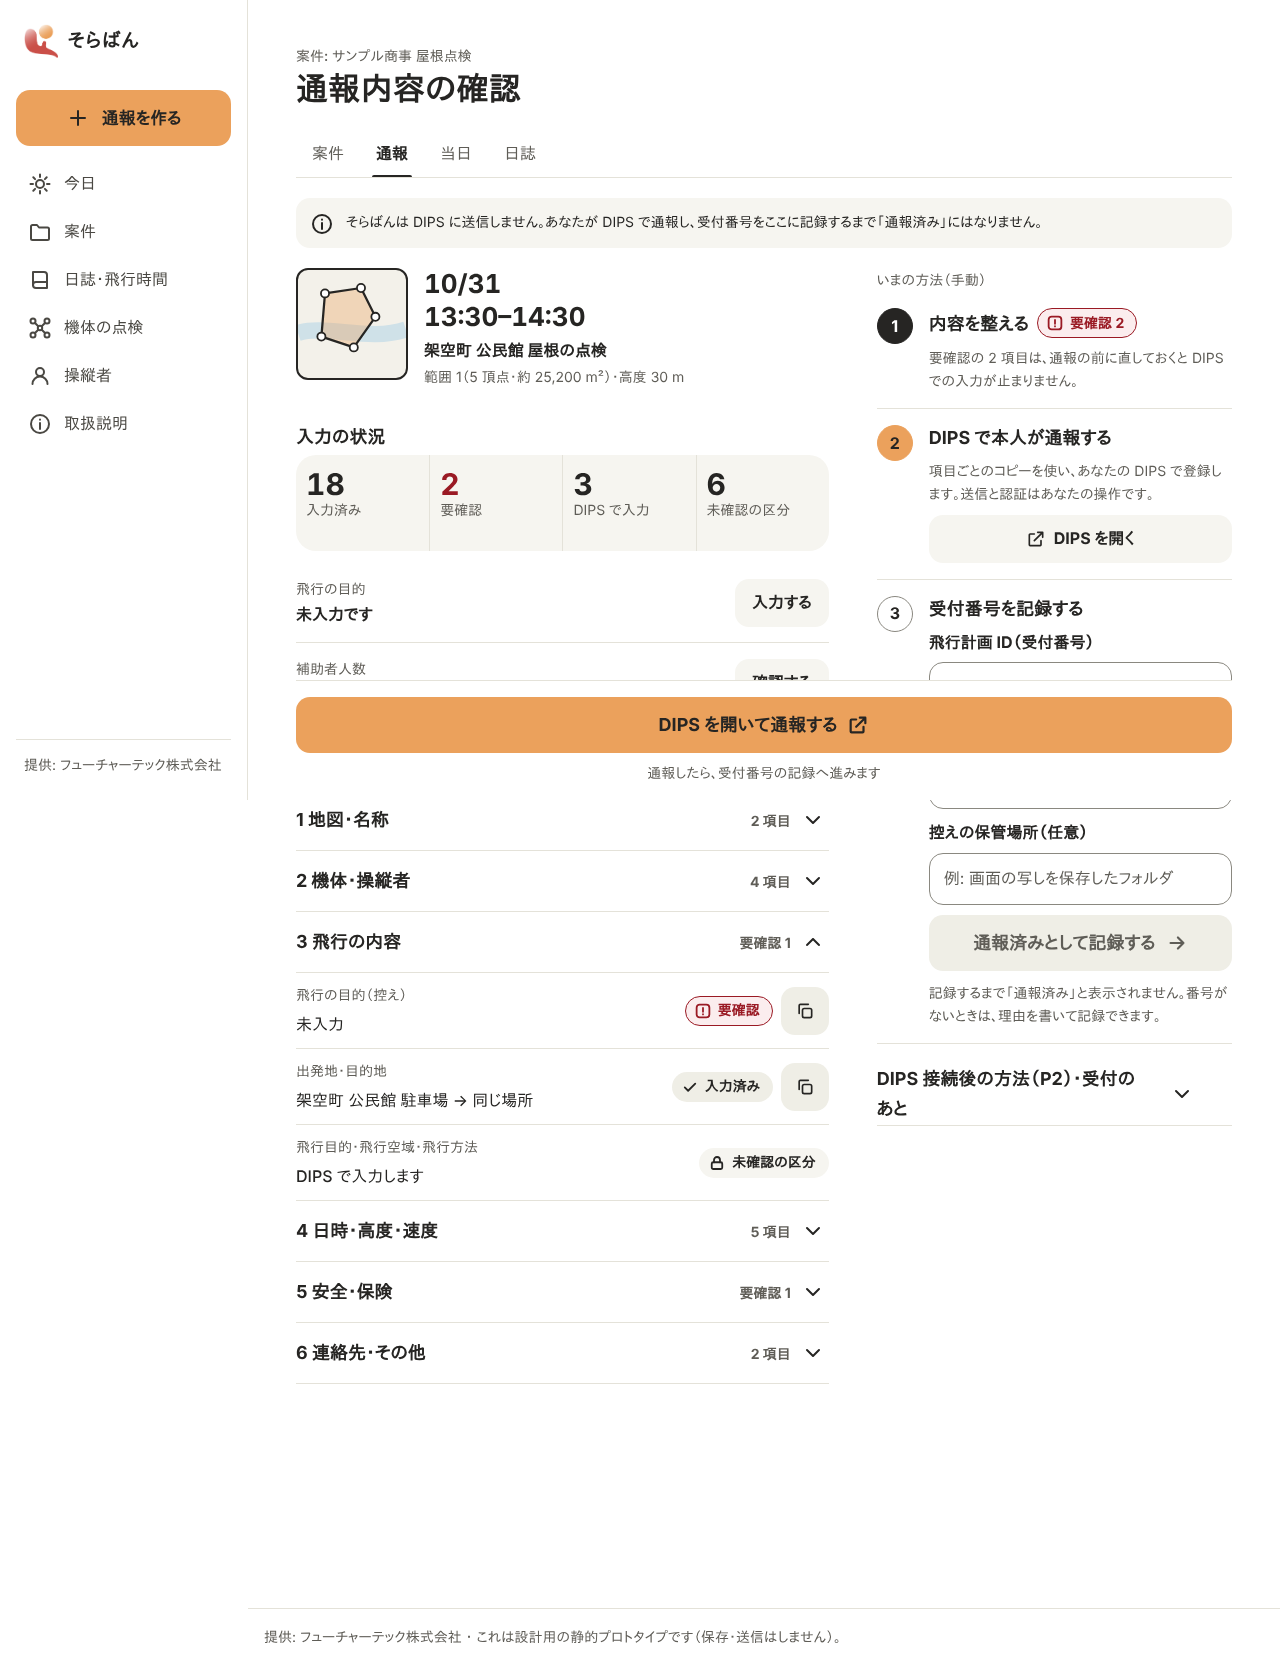 そらばん
通報を作る
今日
案件
日誌・飛行時間
機体の点検
操縦者
取扱説明
提供: フューチャーテック株式会社
案件: サンプル商事 屋根点検
通報内容の確認
案件 通報 当日 日誌
そらばんは DIPS に送信しません。あなたが DIPS で通報し、受付番号をここに記録するまで「通報済み」にはなりません。
10/31
13:30–14:30
架空町 公民館 屋根の点検
範囲 1（5 頂点・約 25,200 m²）・高度 30 m
入力の状況
18 入力済み
2 要確認
3 DIPS で入力
6 未確認の区分
飛行の目的
未入力です
入力する
補助者人数
いまの方法（手動）
1 内容を整える 要確認 2
要確認の 2 項目は、通報の前に直しておくと DIPS
での入力が止まりません。
2 DIPS で本人が通報する
項目ごとのコピーを使い、あなたの DIPS で登録し
ます。送信と認証はあなたの操作です。
DIPS を開く
3 受付番号を記録する
飛行計画 ID（受付番号）
DIPS を開いて通報する
通報したら、受付番号の記録へ進みます
1 地図・名称 2 項目
2 機体・操縦者 4 項目
3 飛行の内容 要確認 1
飛行の目的（控え）
未入力
要確認
出発地・目的地
架空町 公民館 駐車場 → 同じ場所
入力済み
飛行目的・飛行空域・飛行方法
DIPS で入力します
未確認の区分
4 日時・高度・速度 5 項目
5 安全・保険 要確認 1
6 連絡先・その他 2 項目
控えの保管場所（任意）
例: 画面の写しを保存したフォルダ
通報済みとして記録する →
記録するまで「通報済み」と表示されません。番号が
ないときは、理由を書いて記録できます。
DIPS 接続後の方法（P2）・受付の
あと
提供: フューチャーテック株式会社 ・ これは設計用の静的プロトタイプです（保存・送信はしません）。